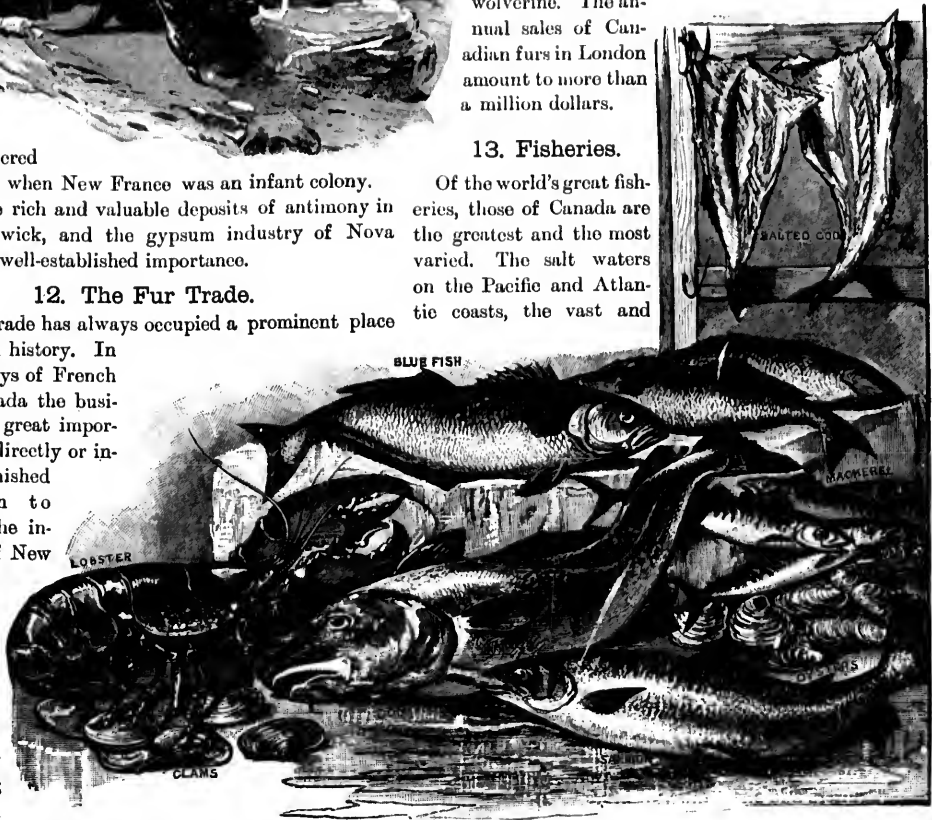 wolverine. The an-
nual sales of Can-
adian furs in London
amount to more than
a million dollars.
13. Fisheries.
Of the world's great fish-
eries, those of Canada are
the greatest and the most
varied. The salt waters
on the Pacific and Atlan-
tic coasts, the vast and
ered
when New France was an infant colony.
rich and valuable deposits of antimony in
wick, and the gypsum industry of Nova
well-established importance.
12. The Fur Trade.
rade has always occupied a prominent place
history. In
ys of French
ada the busi-
great impor-
directly or in-
nished
to
he in-
New
SALTED COD
BLUE FISH
MACKEREL
LOBSTER
OYSTERS
CLAMS